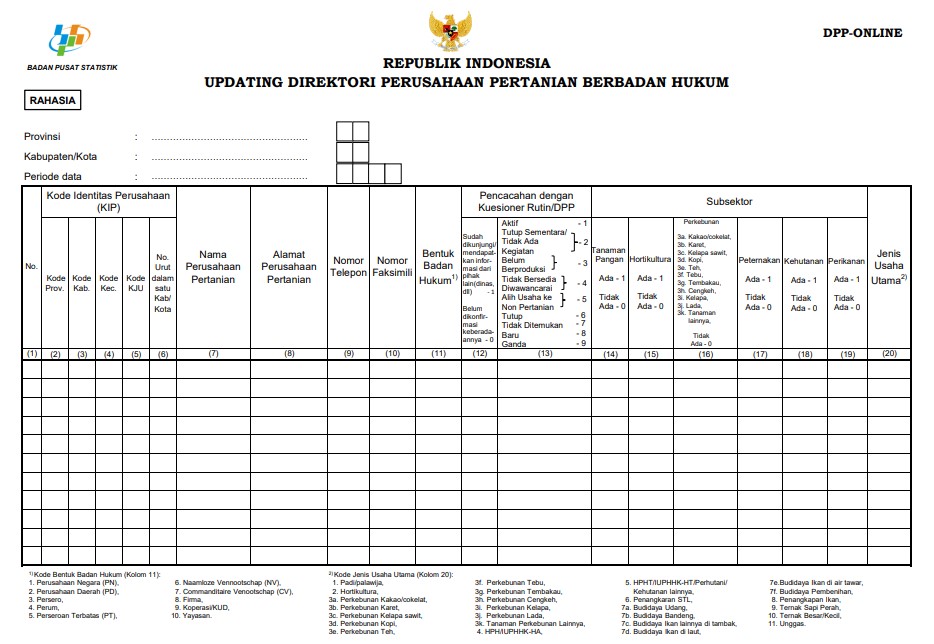 DPP-ONLINE
BADAN PUSAT STATISTIK
REPUBLIK INDONESIA
UPDATING DIREKTORI PERUSAHAAN PERTANIAN BERBADAN HUKUM
RAHASIA
Provinsi : ....................................................
Kabupaten/Kota : ....................................................
Periode data : ....................................................
No.
Kode Identitas Perusahaan
(KIP)
Kode
Prov.
Kode
Kab.
Kode
Kec.
Kode
KJU
No.
Urut
dalam
satu
Kab/
Kota
Nama
Perusahaan
Pertanian
Alamat
Perusahaan
Pertanian
Nomor
Telepon
Nomor
Faksimili
Bentuk
Badan
Hukum1)
Pencacahan dengan
Kuesioner Rutin/DPP
Sudah
dikunjungi/
mendapat-
kan infor-
masi dari
pihak
lain(dinas,
dll) - 1
Belum
dikonfir-
masi
keberada-
annya - 0
Aktif - 1
Tutup Sementara/
Tidak Ada - 2
Kegiatan
Belum - 3
Berproduksi
Tidak Bersedia - 4
Diwawancarai
Alih Usaha ke - 5
Non Pertanian
Tutup - 6
Tidak Ditemukan - 7
Baru - 8
Ganda - 9
Subsektor
Tanaman
Pangan
Ada - 1
Tidak
Ada - 0
Hortikultura
Ada - 1
Tidak
Ada - 0
Perkebunan
3a. Kakao/cokelat,
3b. Karet,
3c. Kelapa sawit,
3d. Kopi,
3e. Teh,
3f. Tebu,
3g. Tembakau,
3h. Cengkeh,
3i. Kelapa,
3j. Lada,
3k. Tanaman
lainnya,
Tidak
Ada - 0
Peternakan
Ada - 1
Tidak
Ada - 0
Kehutanan
Ada - 1
Tidak
Ada - 0
Perikanan
Ada - 1
Tidak
Ada - 0
Jenis
Usaha
Utama2)
(1) (2) (3) (4) (5) (6) (7) (8) (9) (10) (11) (12) (13) (14) (15) (16) (17) (18) (19) (20)
1) Kode Bentuk Badan Hukum (Kolom 11):
1. Perusahaan Negara (PN),
2. Perusahaan Daerah (PD),
3. Persero,
4. Perum,
5. Perseroan Terbatas (PT),
6. Naamloze Vennootschap (NV),
7. Commanditaire Venootschap (CV),
8. Firma,
9. Koperasi/KUD,
10. Yayasan.
2) Kode Jenis Usaha Utama (Kolom 20):
1. Padi/palawija,
2. Hortikultura,
3a. Perkebunan Kakao/cokelat,
3b. Perkebunan Karet,
3c. Perkebunan Kelapa sawit,
3d. Perkebunan Kopi,
3e. Perkebunan Teh,
3f. Perkebunan Tebu,
3g. Perkebunan Tembakau,
3h. Perkebunan Cengkeh,
3i. Perkebunan Kelapa,
3j. Perkebunan Lada,
3k. Tanaman Perkebunan Lainnya,
4. HPH/IUPHHK-HA,
5. HPHT/IUPHHK-HT/Perhutani/
Kehutanan lainnya,
6. Penangkaran STL,
7a. Budidaya Udang,
7b. Budidaya Bandeng,
7c. Budidaya Ikan lainnya di tambak,
7d. Budidaya Ikan di laut,
7e.Budidaya Ikan di air tawar,
7f. Budidaya Pembenihan,
8. Penangkapan Ikan,
9. Ternak Sapi Perah,
10. Ternak Besar/Kecil,
11. Unggas.